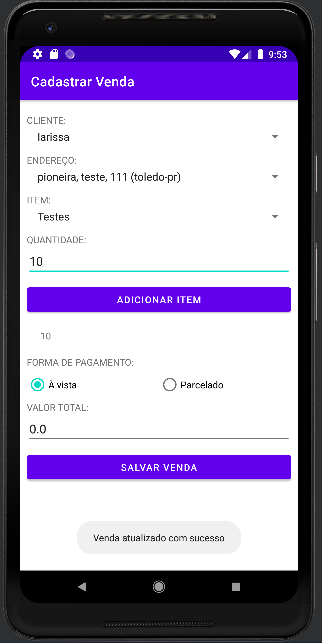 9:53
Cadastrar Venda
CLIENTE:
larissa
ENDEREÇO:
pioneira, teste, 111 (toledo-pr)
ITEM:
Testes
QUANTIDADE:
10
ADICIONAR ITEM
10
FORMA DE PAGAMENTO:
À vista Parcelado
VALOR TOTAL:
0.0
SALVAR VENDA
Venda atualizado com sucesso